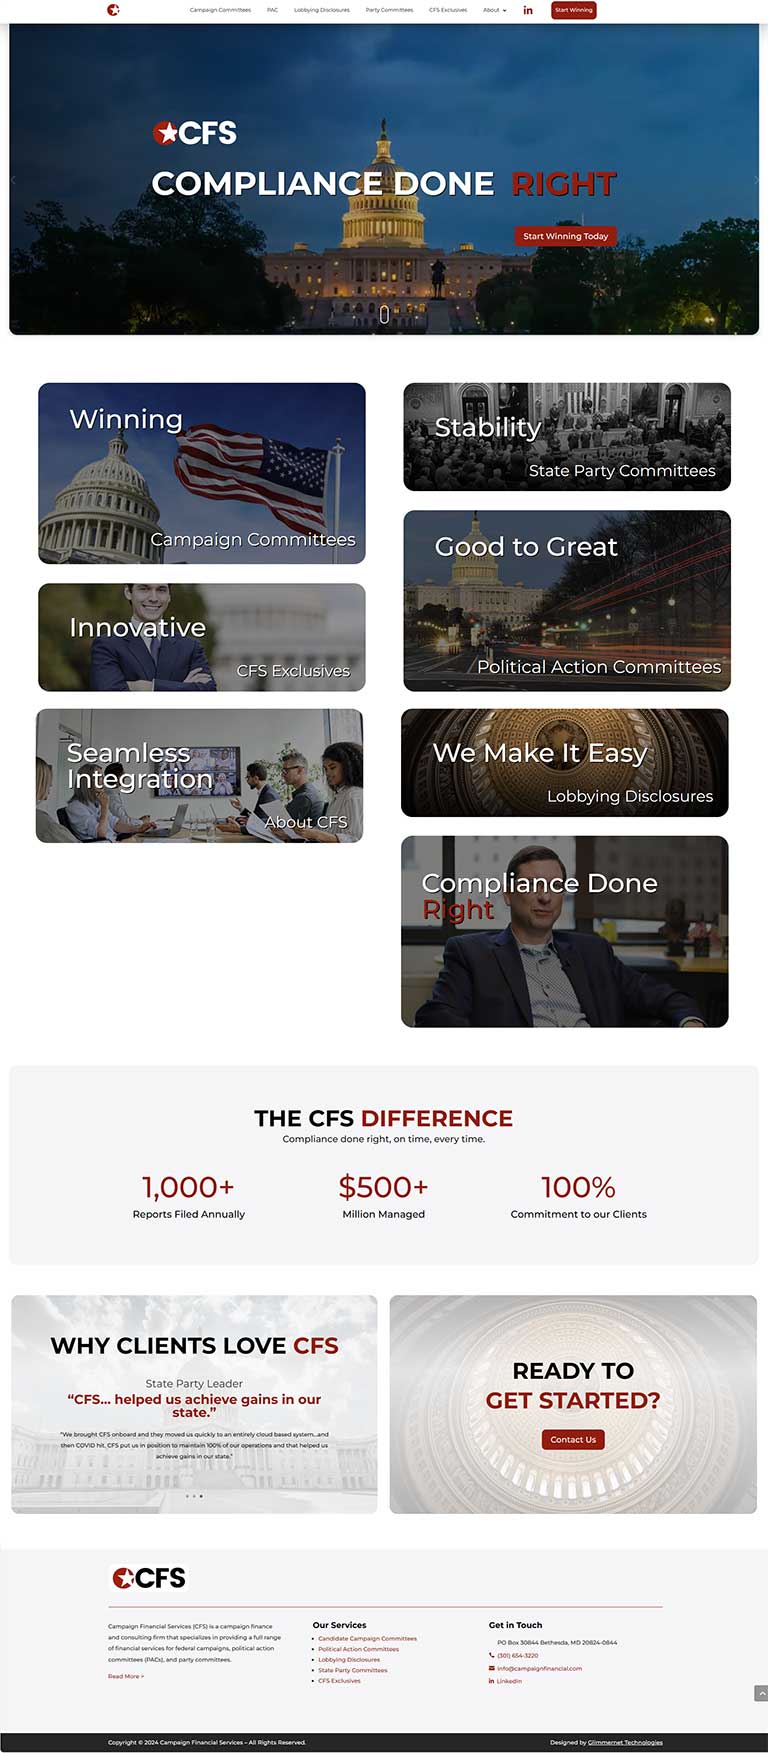 Campaign Committees PAC Lobbying Disclosures Party Committees CFS Exclusives About in Start Winning
CFS
COMPLIANCE DONE RIGHT
Start Winning Today
Winning
Campaign Committees
Stability
State Party Committees
Innovative
CFS Exclusives
Good to Great
Political Action Committees
Seamless
Integration
About CFS
We Make It Easy
Lobbying Disclosures
Compliance Done
Right
THE CFS DIFFERENCE
Compliance done right, on time, every time.
1,000+ $500+ 100%
Reports Filed Annually Million Managed Commitment to our Clients
WHY CLIENTS LOVE CFS
State Party Leader
“CFS... helped us achieve gains in our
state.”
“We brought CFS onboard and they moved us quickly to an entirely cloud based system...and
then COVID hit. CFS put us in position to maintain 100% of our operations and that helped us
achieve gains in our state.”
READY TO
GET STARTED?
Contact Us
CFS
Campaign Financial Services (CFS) is a campaign finance
and consulting firm that specializes in providing a full range
of financial services for federal campaigns, political action
committees (PACs), and party committees.
Read More >
Our Services
Candidate Campaign Committees
Political Action Committees
Lobbying Disclosures
State Party Committees
CFS Exclusives
Get in Touch
PO Box 30844 Bethesda, MD 20824-0844
(301) 654-3220
info@campaignfinancial.com
in LinkedIn
Copyright © 2024 Campaign Financial Services – All Rights Reserved. Designed by Glimmernet Technologies